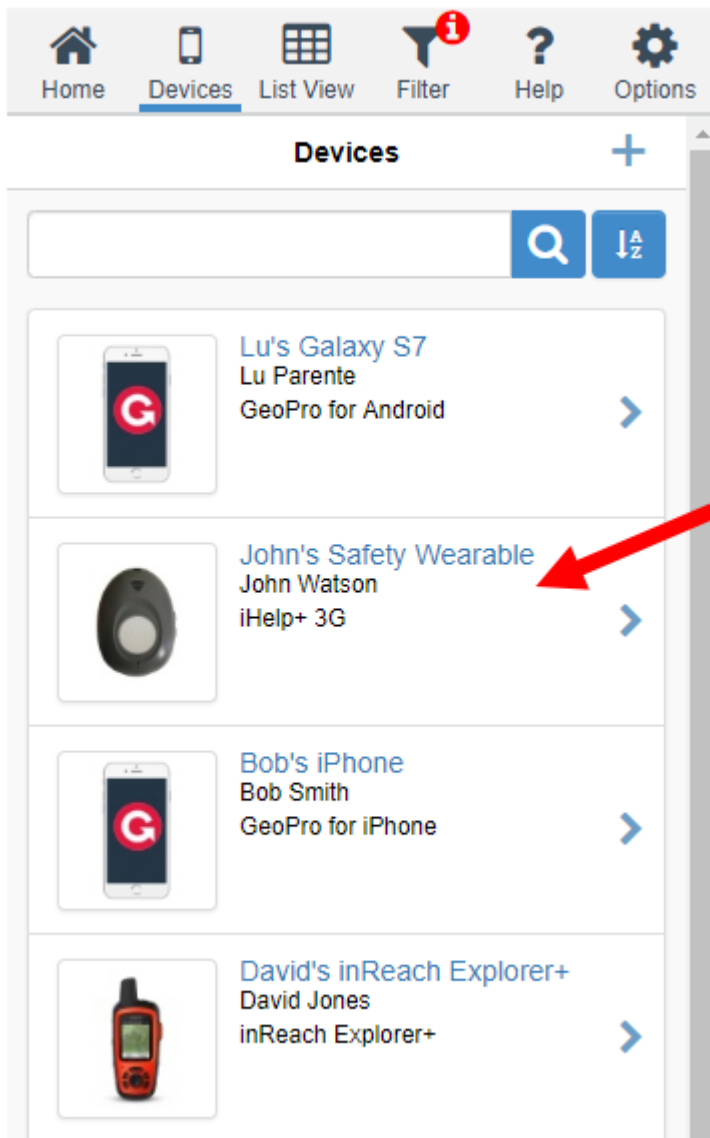 Home Devices List View Filter Help Options
Devices
Lu's Galaxy S7
Lu Parente
GeoPro for Android
John's Safety Wearable
John Watson
iHelp+ 3G
Bob's iPhone
Bob Smith
GeoPro for iPhone
David's inReach Explorer+
David Jones
inReach Explorer+